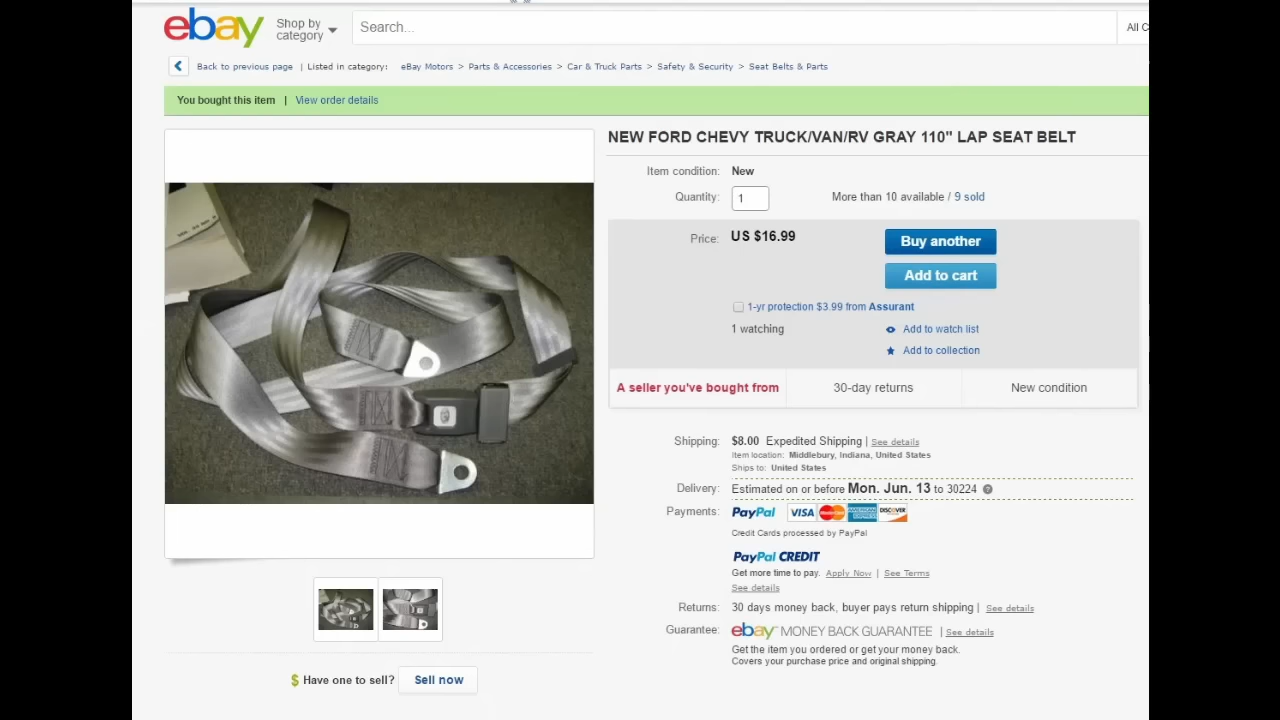 ebay
Shop by
category
Search...
All C
Back to previous page | Listed in category: eBay Motors > Parts & Accessories > Car & Truck Parts > Safety & Security > Seat Belts & Parts
You bought this item | View order details
NEW FORD CHEVY TRUCK/VAN/RV GRAY 110" LAP SEAT BELT
Item condition: New
Quantity: 1 More than 10 available / 9 sold
Price: US $16.99
Buy another
Add to cart
1-yr protection $3.99 from Assurant
1 watching
Add to watch list
Add to collection
A seller you've bought from
30-day returns
New condition
Shipping: $8.00 Expedited Shipping | See details
Item location: Middlebury, Indiana, United States
Ships to: United States
Delivery: Estimated on or before Mon. Jun. 13 to 30224 ?
Payments: PayPal VISA MasterCard AMERICAN EXPRESS DISCOVER
Credit Cards processed by PayPal
PayPal CREDIT
Get more time to pay. Apply Now | See Terms
See details
Returns: 30 days money back, buyer pays return shipping | See details
Guarantee: ebay MONEY BACK GUARANTEE | See details
Get the item you ordered or get your money back.
Covers your purchase price and original shipping.
$ Have one to sell? Sell now